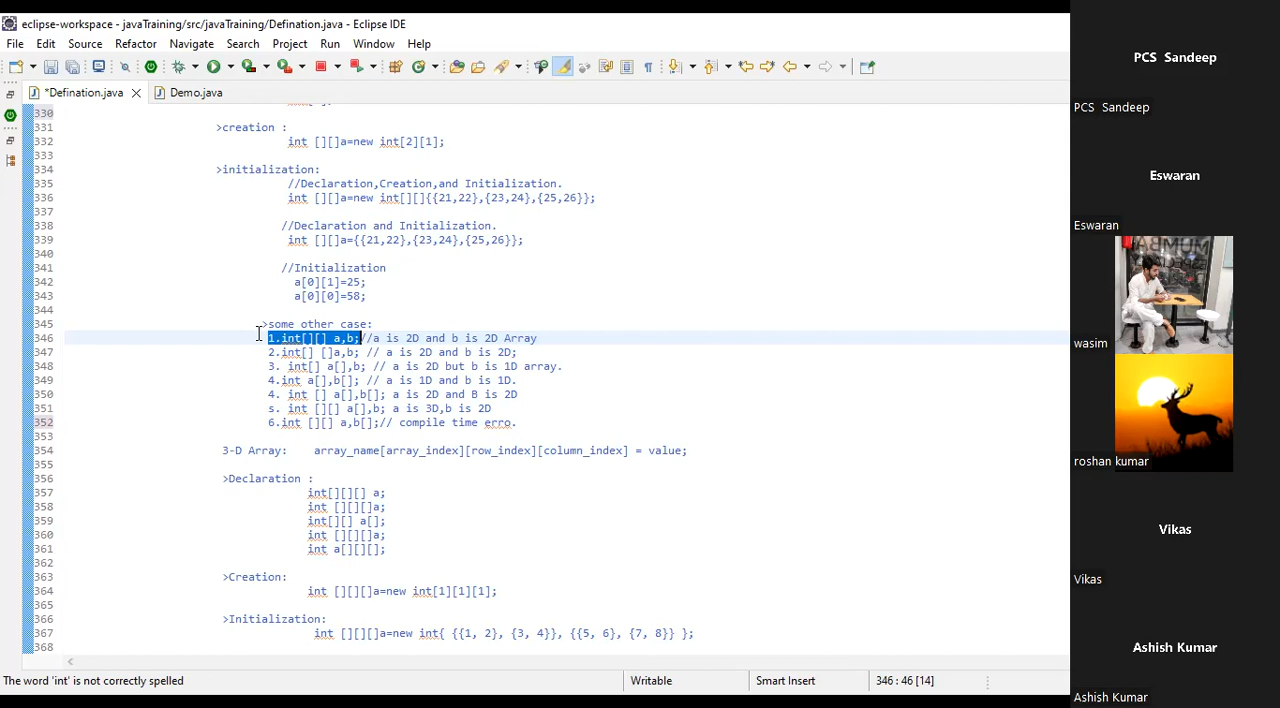 eclipse-workspace - javaTraining/src/javaTraining/Defination.java - Eclipse IDE
File Edit Source Refactor Navigate Search Project Run Window Help
*Defination.java Demo.java
330
331 >creation :
332 int [][]a=new int[2][1];
333
334 >initialization:
335 //Declaration,Creation,and Initialization.
336 int [][]a=new int[][]{{21,22},{23,24},{25,26}};
337
338 //Declaration and Initialization.
339 int [][]a={{21,22},{23,24},{25,26}};
340
341 //Initialization
342 a[0][1]=25;
343 a[0][0]=58;
344
345 >some other case:
346 1.int[][] a,b;//a is 2D and b is 2D Array
347 2.int[] []a,b; // a is 2D and b is 2D;
348 3. int[] a[],b; // a is 2D but b is 1D array.
349 4.int a[],b[]; // a is 1D and b is 1D.
350 4. int [] a[],b[]; a is 2D and B is 2D
351 s. int [][] a[],b; a is 3D,b is 2D
352 6.int [][] a,b[];// compile time erro.
353
354 3-D Array: array_name[array_index][row_index][column_index] = value;
355
356 >Declaration :
357 int[][][] a;
358 int [][][]a;
359 int[][] a[];
360 int [][][]a;
361 int a[][][];
362
363 >Creation:
364 int [][][]a=new int[1][1][1];
365
366 >Initialization:
367 int [][][]a=new int{ {{1, 2}, {3, 4}}, {{5, 6}, {7, 8}} };
368
The word 'int' is not correctly spelled Writable Smart Insert 346 : 46 [14]
PCS Sandeep
PCS Sandeep
Eswaran
Eswaran
MUMBAI
wasim
roshan kumar
Vikas
Vikas
Ashish Kumar
Ashish Kumar